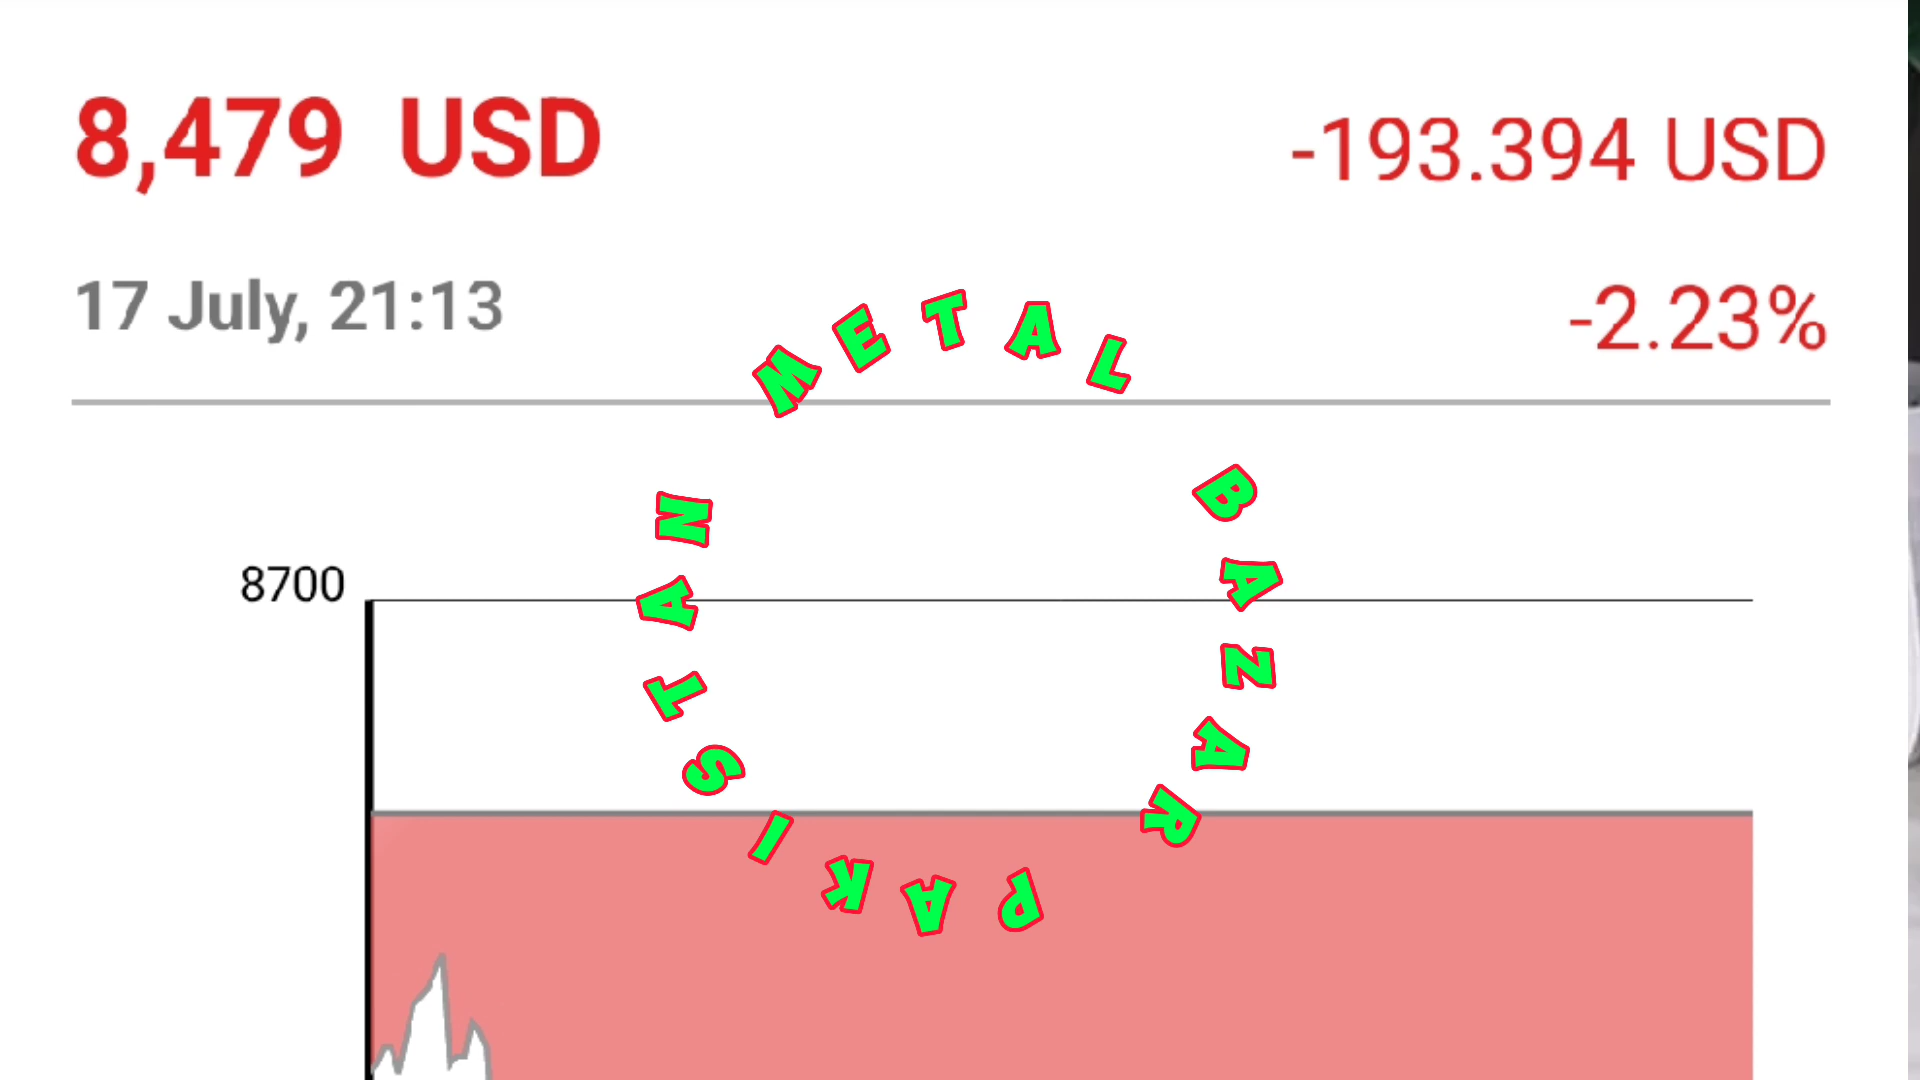 8,479 USD
-193.394 USD
17 July, 21:13
-2.23%
METAL BAZAR PAKISTAN
8700